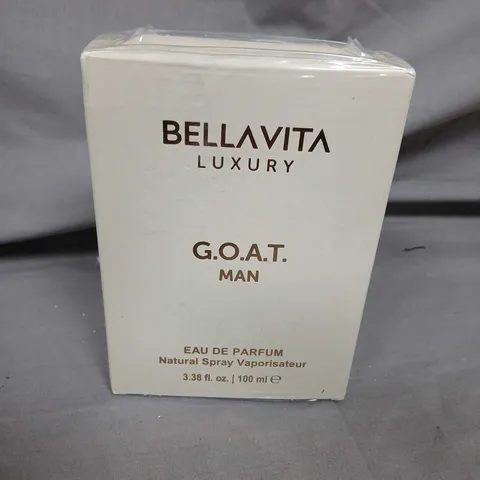 BELLAVITA
LUXURY
G.O.A.T.
MAN
EAU DE PARFUM
Natural Spray Vaporisateur
3.38 fl. oz. | 100 ml ℮